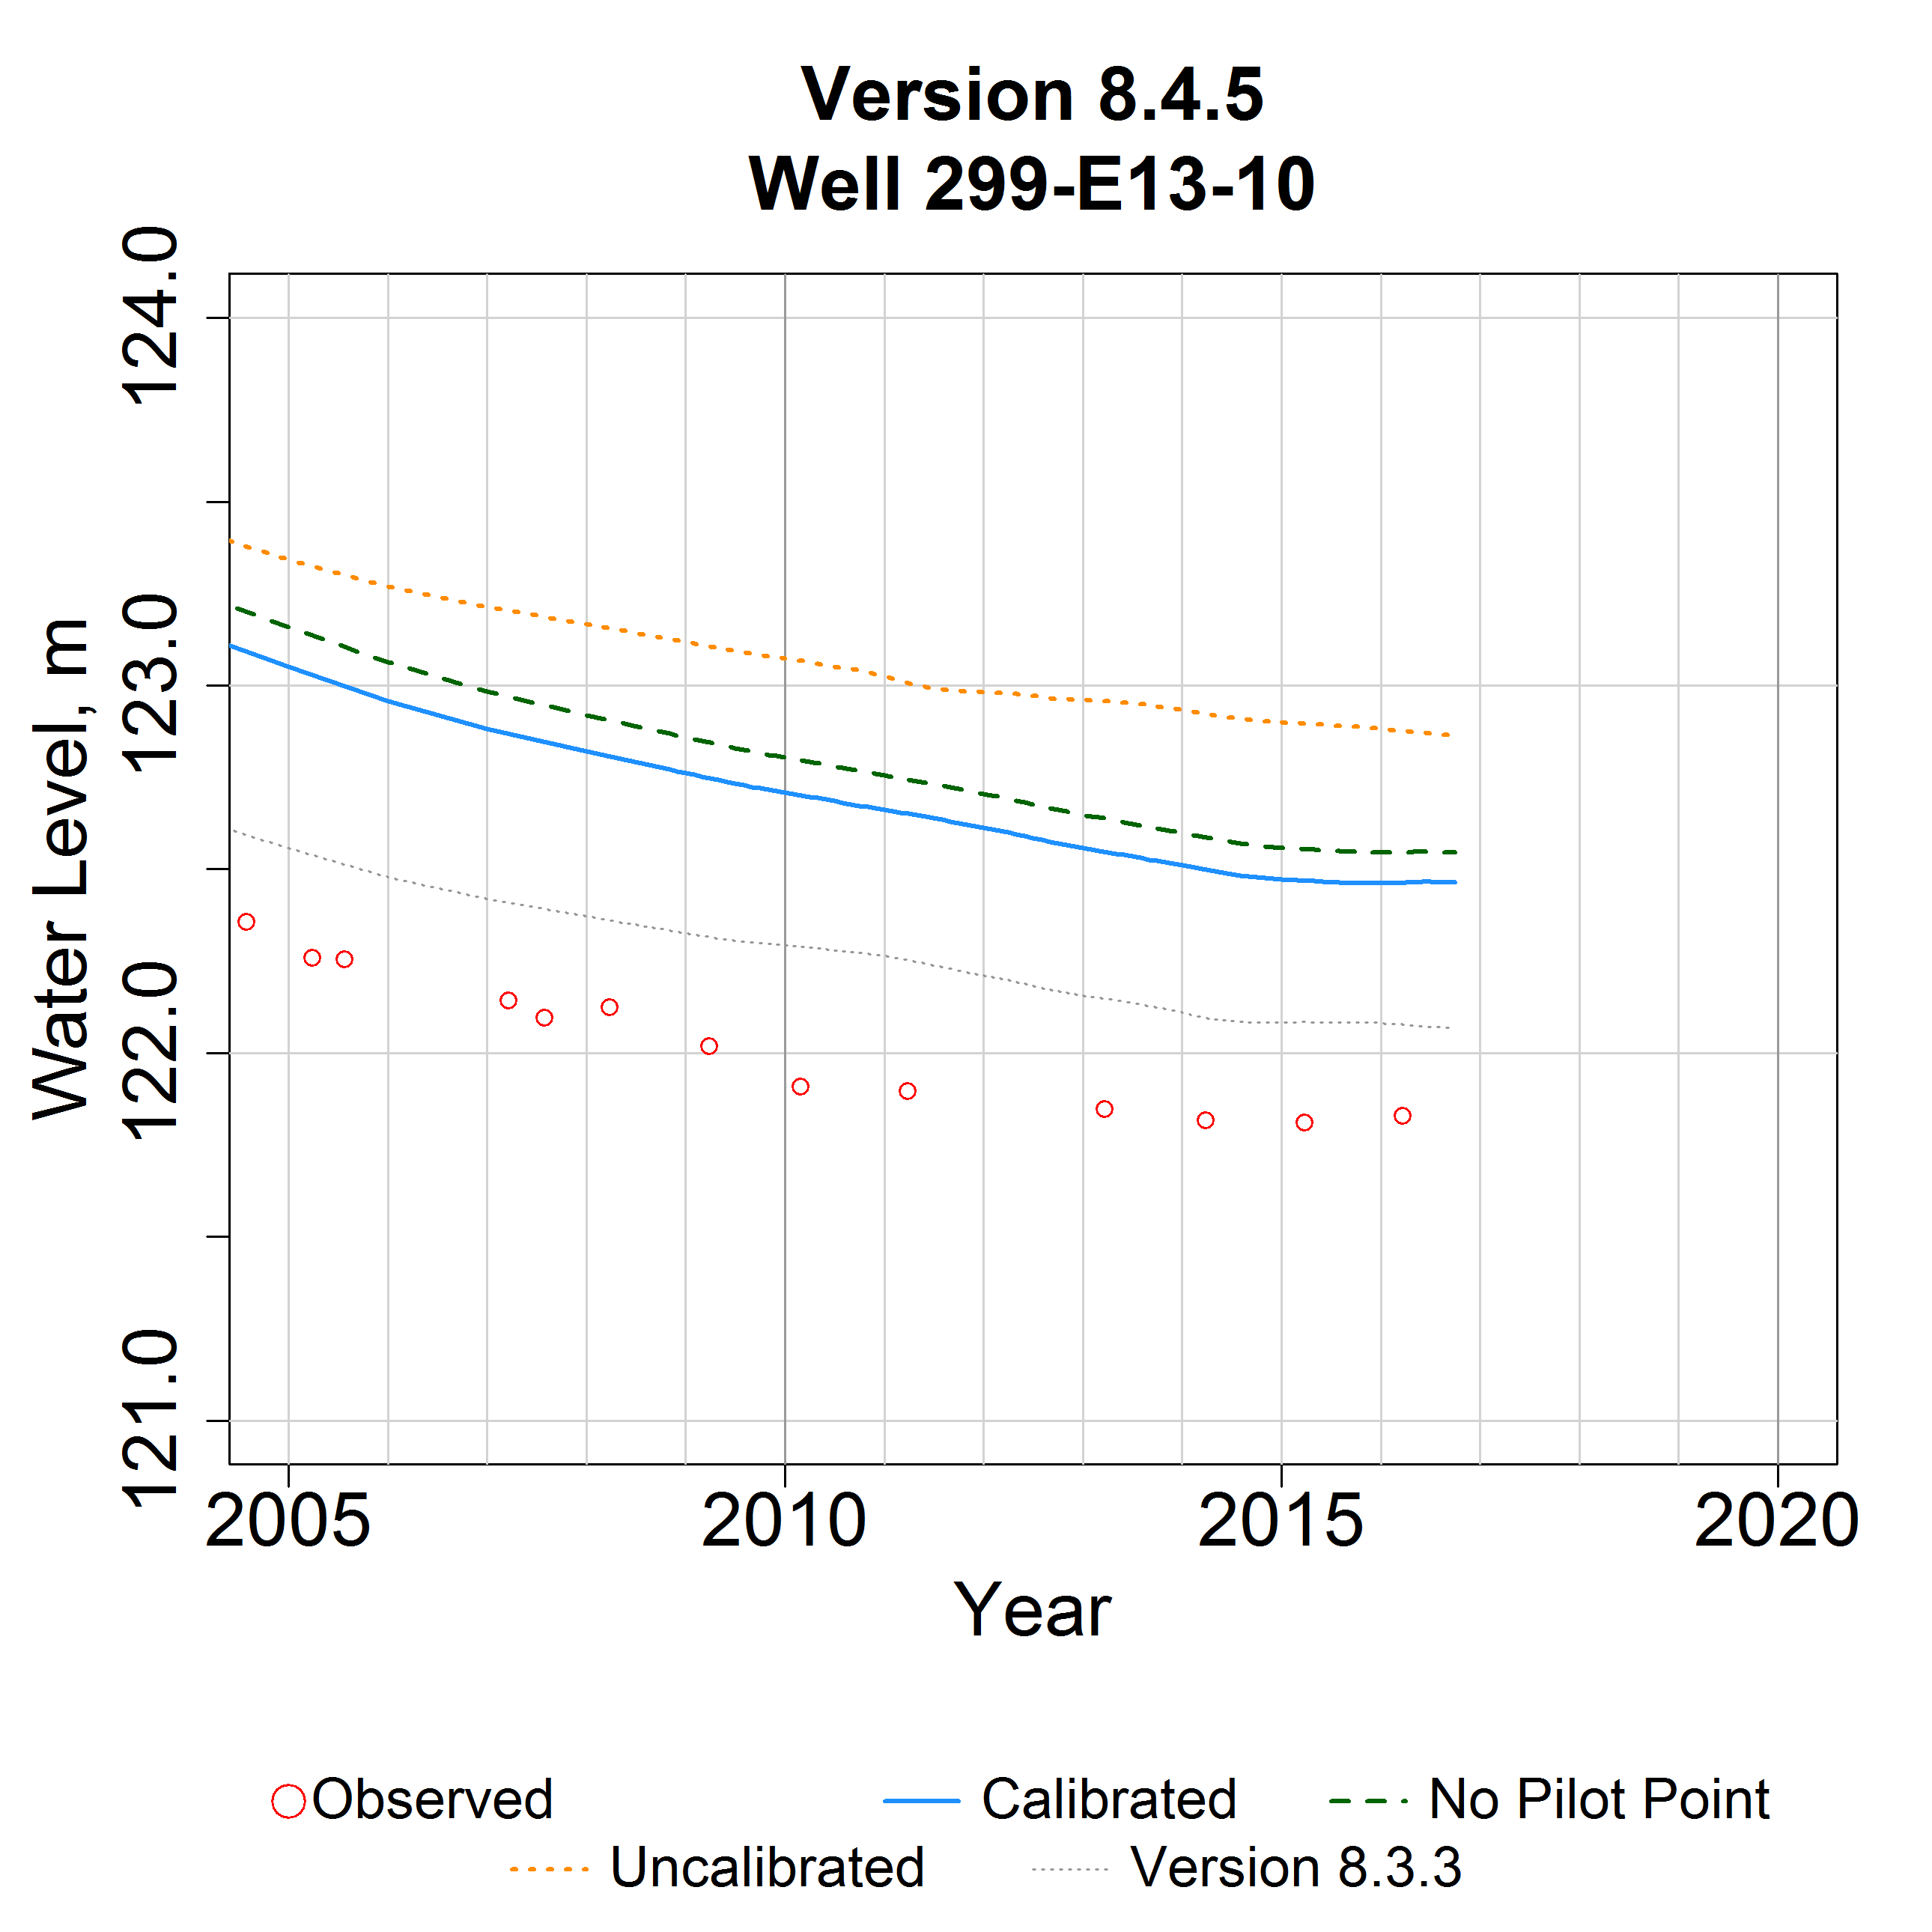 Version 8.4.5
Well 299-E13-10
Water Level, m
124.0
123.0
122.0
121.0
2005 2010 2015 2020
Year
Observed Calibrated No Pilot Point
Uncalibrated Version 8.3.3